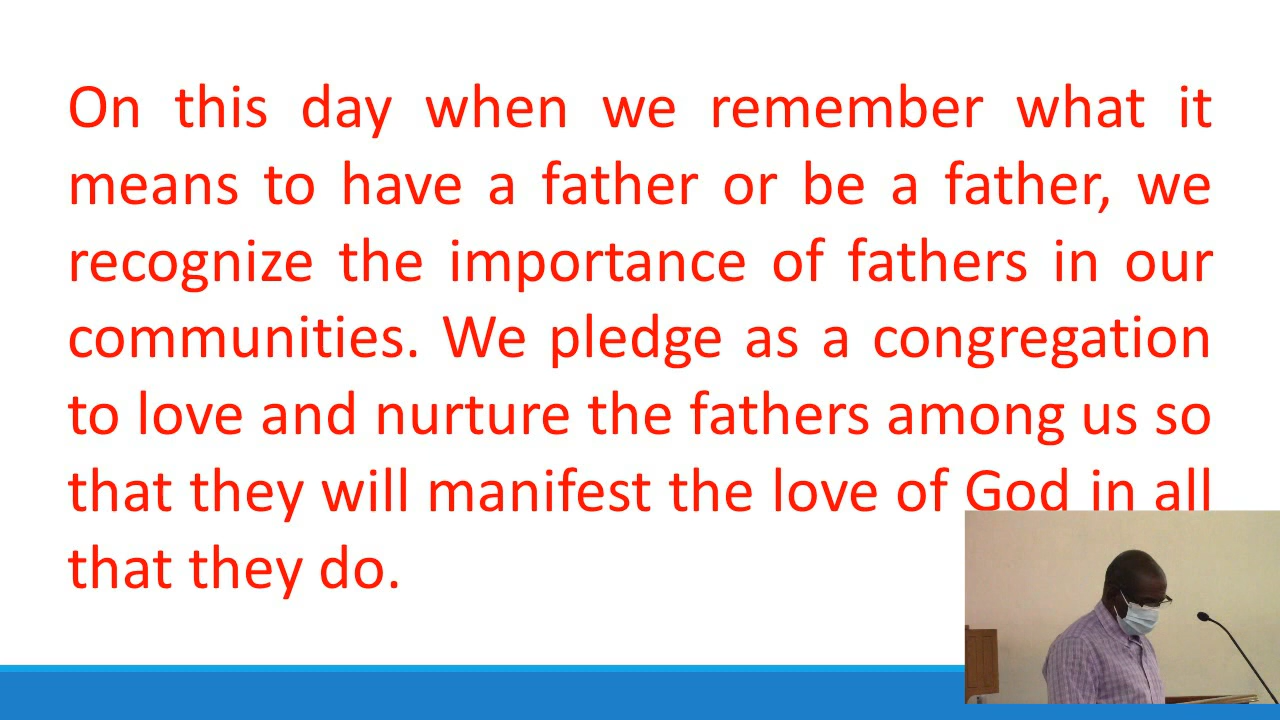 On this day when we remember what it
means to have a father or be a father, we
recognize the importance of fathers in our
communities. We pledge as a congregation
to love and nurture the fathers among us so
that they will manifest the love of God in all
that they do.